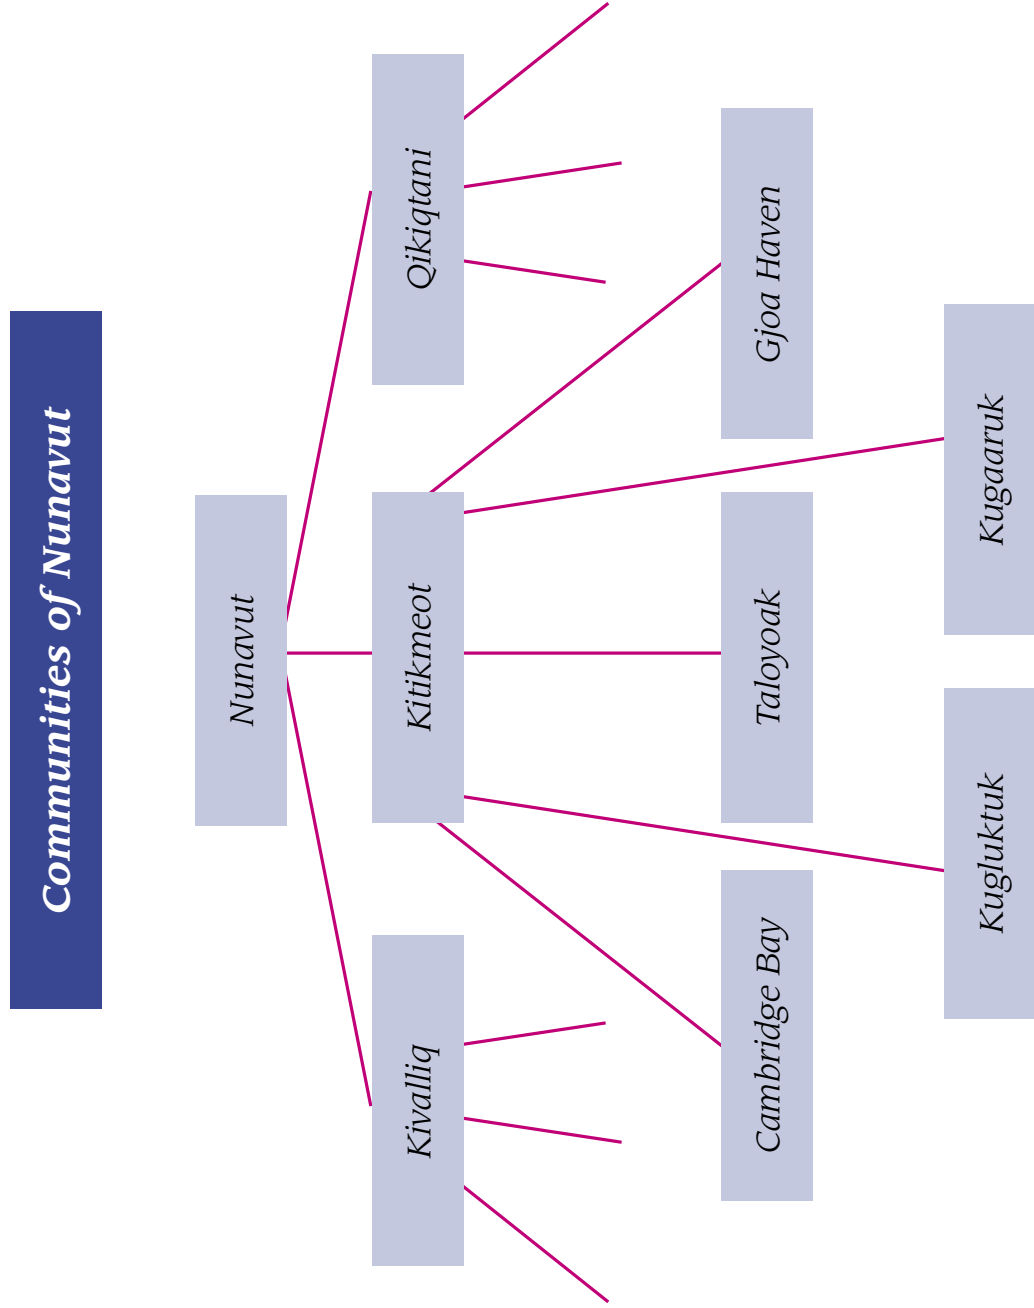 Communities of Nunavut
Nunavut
Kivalliq
Kitikmeot
Qikiqtani
Cambridge Bay
Taloyoak
Gjoa Haven
Kugluktuk
Kugaaruk